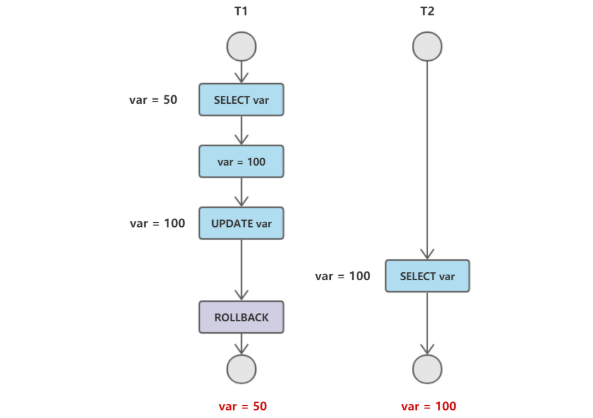 T1 T2
var = 50 SELECT var
var = 100
var = 100 UPDATE var
var = 100 SELECT var
ROLLBACK
var = 50 var = 100